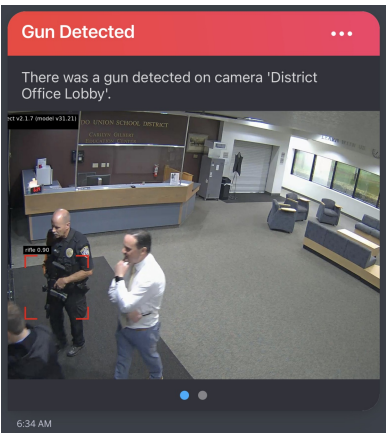 Gun Detected
There was a gun detected on camera 'District
Office Lobby'.
ect v2.1.7 (model v31.21)
DO UNION SCHOOL DISTRICT
rifle 0.90
6:34 AM